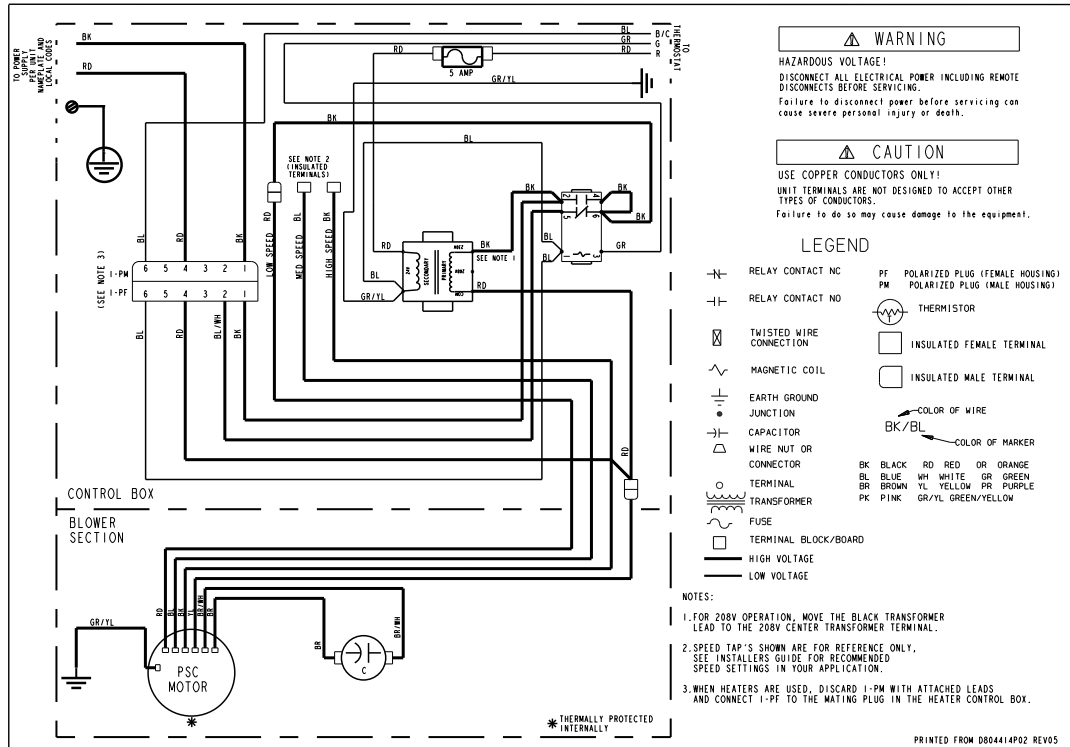 TO POWER
SUPPLY
PER UNIT
NAMEPLATE AND
LOCAL CODES
BK
RD
BL
GR
RD
RD
B/C
G
R
TO
THERMOSTAT
5 AMP
GR/YL
BK
BL
SEE NOTE 2
(INSULATED
TERMINALS)
RD
BL
BK
LOW SPEED
MED SPEED
HIGH SPEED
BL
RD
BK
(SEE NOTE 3)
1-PM
6 5 4 3 2 1
1-PF
6 5 4 3 2 1
BL
RD
BL/WH
BK
RD
BL
GR/YL
24V
SECONDARY
PRIMARY
230V
208V
COM
BK
SEE NOTE 1
RD
BK
2
4
5
6
1
3
BK
BK
BL
BL
GR
RD
CONTROL BOX
BLOWER
SECTION
GR/YL
RD
BL
BK
YL
BR/WH
BR
PSC
MOTOR
BR
C
BR/WH
THERMALLY PROTECTED
INTERNALLY
WARNING
HAZARDOUS VOLTAGE!
DISCONNECT ALL ELECTRICAL POWER INCLUDING REMOTE
DISCONNECTS BEFORE SERVICING.
Failure to disconnect power before servicing can
cause severe personal injury or death.
CAUTION
USE COPPER CONDUCTORS ONLY!
UNIT TERMINALS ARE NOT DESIGNED TO ACCEPT OTHER
TYPES OF CONDUCTORS.
Failure to do so may cause damage to the equipment.
LEGEND
RELAY CONTACT NC
RELAY CONTACT NO
TWISTED WIRE
CONNECTION
MAGNETIC COIL
EARTH GROUND
JUNCTION
CAPACITOR
WIRE NUT OR
CONNECTOR
TERMINAL
TRANSFORMER
FUSE
TERMINAL BLOCK/BOARD
HIGH VOLTAGE
LOW VOLTAGE
PF POLARIZED PLUG (FEMALE HOUSING)
PM POLARIZED PLUG (MALE HOUSING)
THERMISTOR
INSULATED FEMALE TERMINAL
INSULATED MALE TERMINAL
COLOR OF WIRE
BK/BL
COLOR OF MARKER
BK BLACK RD RED OR ORANGE
BL BLUE WH WHITE GR GREEN
BR BROWN YL YELLOW PR PURPLE
PK PINK GR/YL GREEN/YELLOW
NOTES:
1.FOR 208V OPERATION, MOVE THE BLACK TRANSFORMER
LEAD TO THE 208V CENTER TRANSFORMER TERMINAL.
2.SPEED TAP'S SHOWN ARE FOR REFERENCE ONLY,
SEE INSTALLERS GUIDE FOR RECOMMENDED
SPEED SETTINGS IN YOUR APPLICATION.
3.WHEN HEATERS ARE USED, DISCARD 1-PM WITH ATTACHED LEADS
AND CONNECT 1-PF TO THE MATING PLUG IN THE HEATER CONTROL BOX.
PRINTED FROM D804414P02 REV05